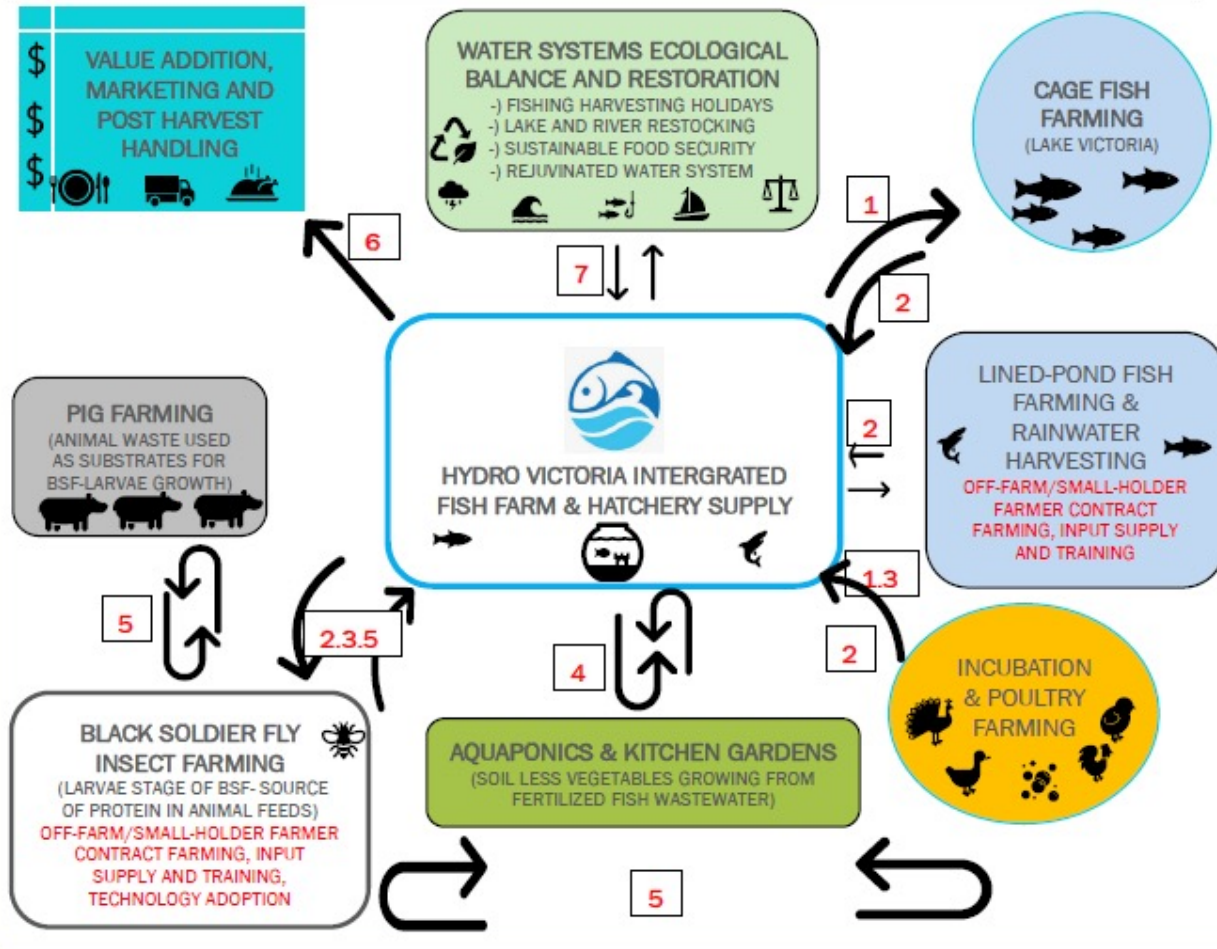 $
$
$
VALUE ADDITION,
MARKETING AND
POST HARVEST
HANDLING
WATER SYSTEMS ECOLOGICAL
BALANCE AND RESTORATION
-) FISHING HARVESTING HOLIDAYS
-) LAKE AND RIVER RESTOCKING
-) SUSTAINABLE FOOD SECURITY
-) REJUVINATED WATER SYSTEM
CAGE FISH
FARMING
(LAKE VICTORIA)
6
7
1
2
PIG FARMING
(ANIMAL WASTE USED
AS SUBSTRATES FOR
BSF-LARVAE GROWTH)
HYDRO VICTORIA INTERGRATED
FISH FARM & HATCHERY SUPPLY
2
LINED-POND FISH
FARMING &
RAINWATER
HARVESTING
OFF-FARM/SMALL-HOLDER
FARMER CONTRACT
FARMING, INPUT SUPPLY
AND TRAINING
1.3
5
2.3.5
4
2
INCUBATION
& POULTRY
FARMING
BLACK SOLDIER FLY
INSECT FARMING
(LARVAE STAGE OF BSF- SOURCE
OF PROTEIN IN ANIMAL FEEDS)
OFF-FARM/SMALL-HOLDER FARMER
CONTRACT FARMING, INPUT
SUPPLY AND TRAINING,
TECHNOLOGY ADOPTION
AQUAPONICS & KITCHEN GARDENS
(SOIL LESS VEGETABLES GROWING FROM
FERTILIZED FISH WASTEWATER)
5